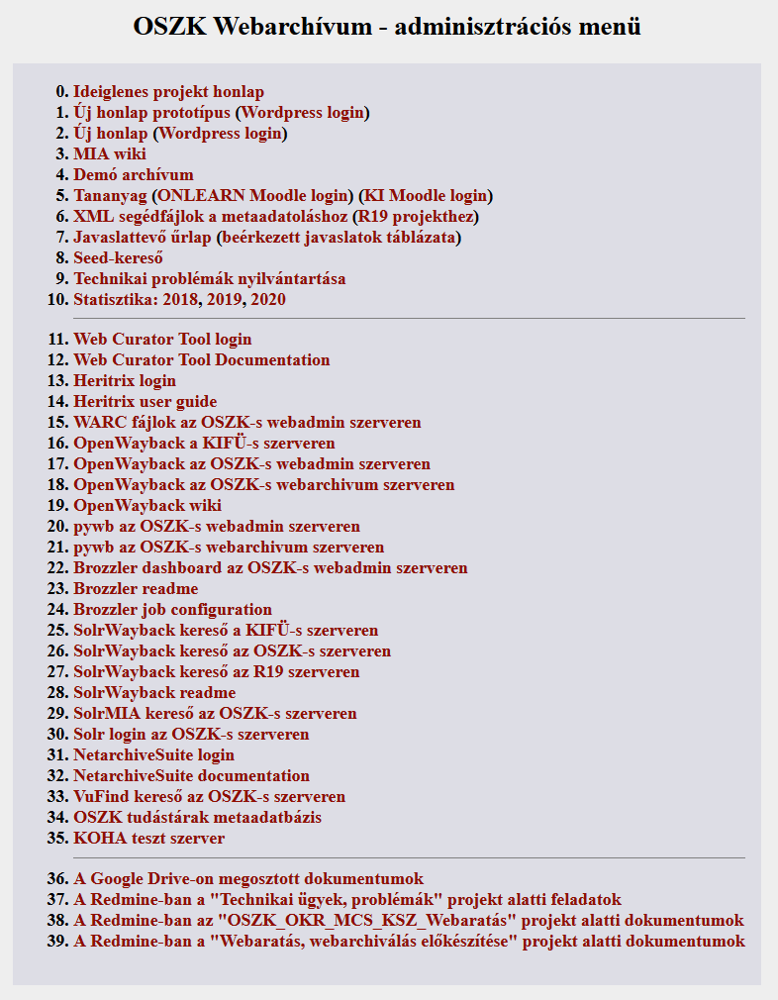 OSZK Webarchívum - adminisztrációs menü
0. Ideiglenes projekt honlap
1. Új honlap prototípus (Wordpress login)
2. Új honlap (Wordpress login)
3. MIA wiki
4. Demó archívum
5. Tananyag (ONLEARN Moodle login) (KI Moodle login)
6. XML segédfájlok a metaadatoláshoz (R19 projekthez)
7. Javaslattevő űrlap (beérkezett javaslatok táblázata)
8. Seed-kereső
9. Technikai problémák nyilvántartása
10. Statisztika: 2018, 2019, 2020
11. Web Curator Tool login
12. Web Curator Tool Documentation
13. Heritrix login
14. Heritrix user guide
15. WARC fájlok az OSZK-s webadmin szerveren
16. OpenWayback a KIFÜ-s szerveren
17. OpenWayback az OSZK-s webadmin szerveren
18. OpenWayback az OSZK-s webarchivum szerveren
19. OpenWayback wiki
20. pywb az OSZK-s webadmin szerveren
21. pywb az OSZK-s webarchivum szerveren
22. Brozzler dashboard az OSZK-s webadmin szerveren
23. Brozzler readme
24. Brozzler job configuration
25. SolrWayback kereső a KIFÜ-s szerveren
26. SolrWayback kereső az OSZK-s szerveren
27. SolrWayback kereső az R19 szerveren
28. SolrWayback readme
29. SolrMIA kereső az OSZK-s szerveren
30. Solr login az OSZK-s szerveren
31. NetarchiveSuite login
32. NetarchiveSuite documentation
33. VuFind kereső az OSZK-s szerveren
34. OSZK tudástárak metaadatbázis
35. KOHA teszt szerver
36. A Google Drive-on megosztott dokumentumok
37. A Redmine-ban a "Technikai ügyek, problémák" projekt alatti feladatok
38. A Redmine-ban az "OSZK_OKR_MCS_KSZ_Webaratás" projekt alatti dokumentumok
39. A Redmine-ban a "Webaratás, webarchiválás előkészítése" projekt alatti dokumentumok